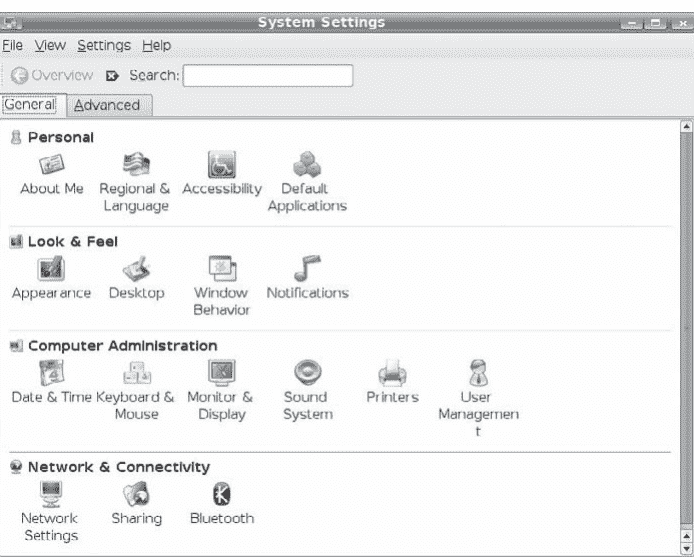 System Settings
File View Settings Help
Overview Search:
General Advanced
Personal
About Me Regional & Accessibility Default
Language Applications
Look & Feel
Appearance Desktop Window Notifications
Behavior
Computer Administration
Date & Time Keyboard & Monitor & Sound Printers User
Mouse Display System Managemen
t
Network & Connectivity
Network Sharing Bluetooth
Settings